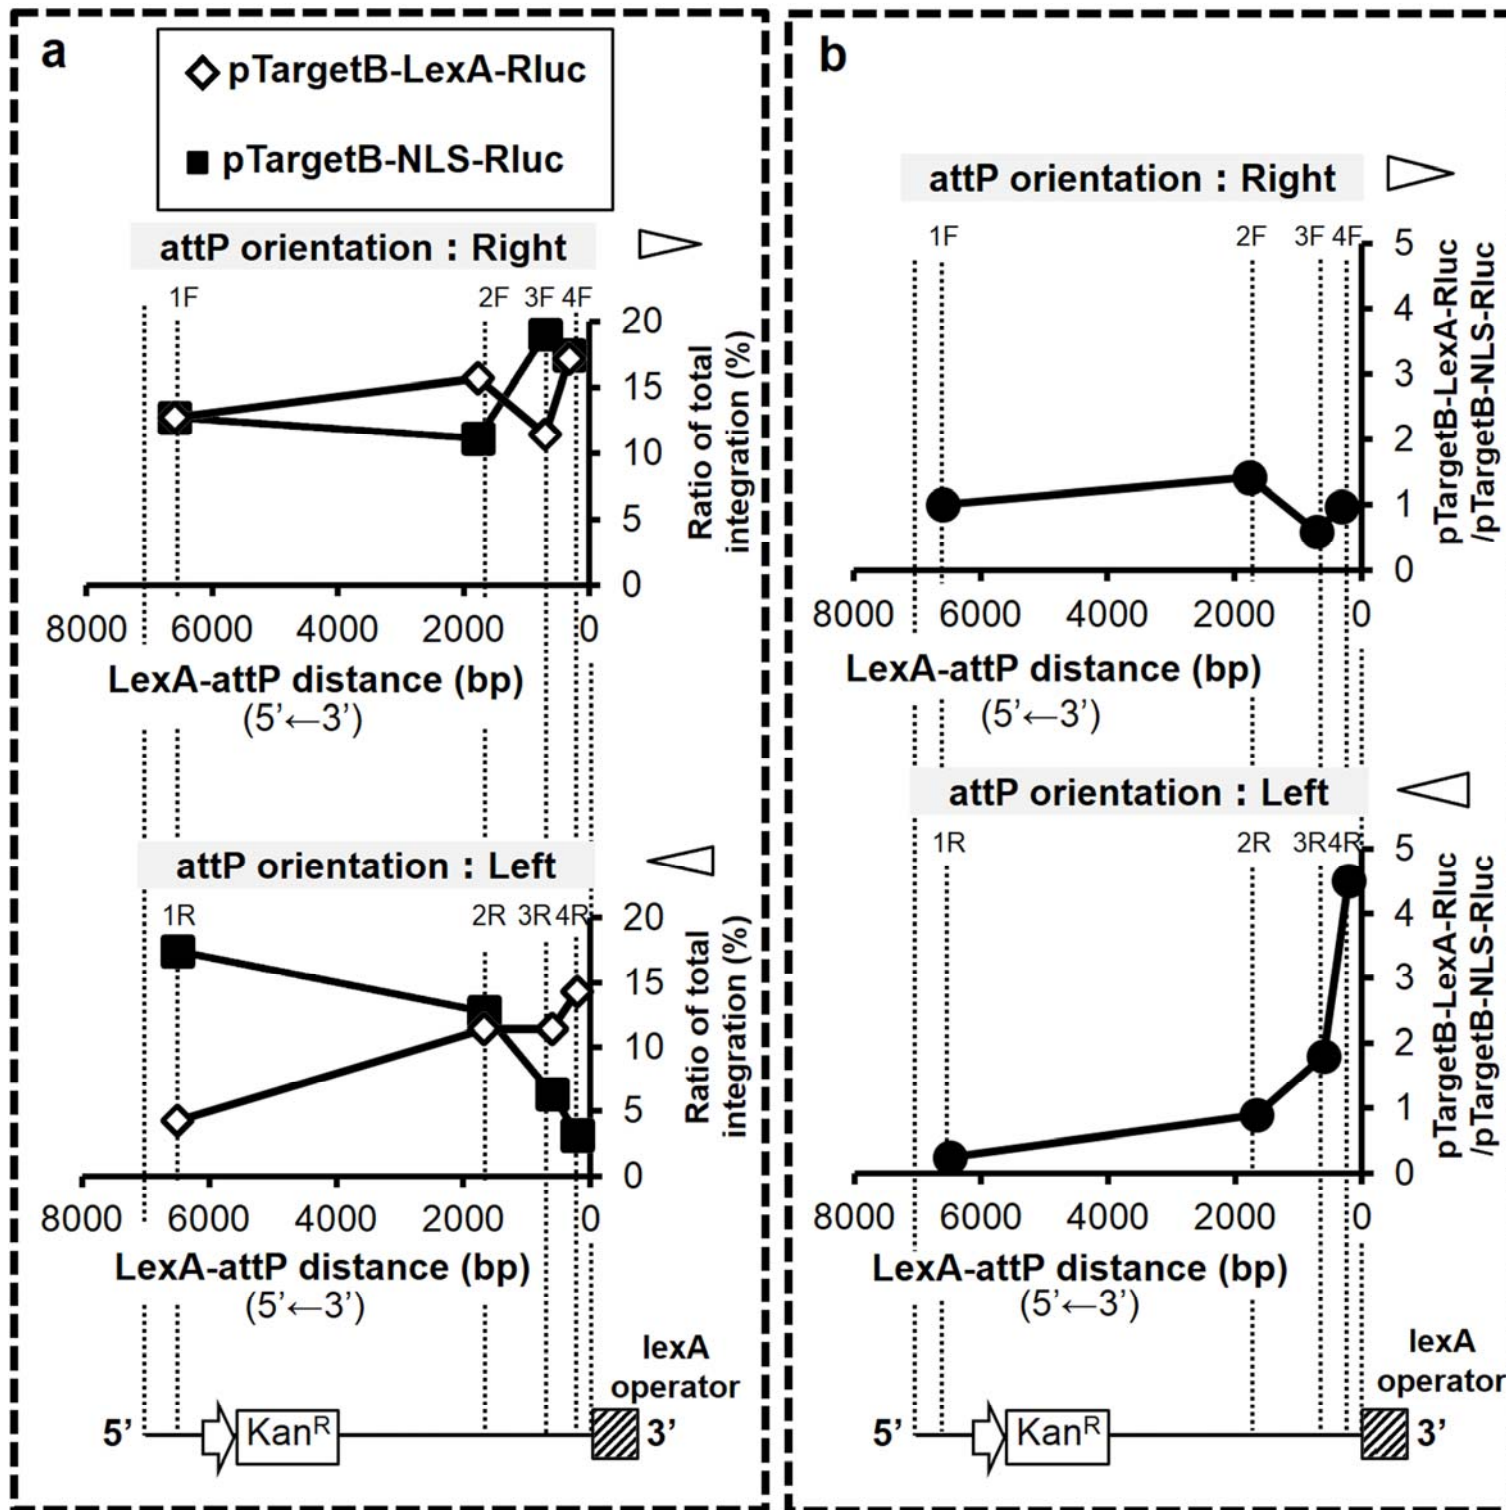 a
pTargetB-LexA-Rluc
pTargetB-NLS-Rluc
attP orientation : Right
1F 2F 3F 4F
20
15
10
5
0
Ratio of total
integration (%)
8000 6000 4000 2000 0
LexA-attP distance (bp)
(5’←3’)
attP orientation : Left
1R 2R 3R 4R
20
15
10
5
0
Ratio of total
integration (%)
8000 6000 4000 2000 0
LexA-attP distance (bp)
(5’←3’)
lexA
operator
5’ Kanᴿ 3’
b
attP orientation : Right
1F 2F 3F 4F
5
4
3
2
1
0
pTargetB-LexA-Rluc
/pTargetB-NLS-Rluc
8000 6000 4000 2000 0
LexA-attP distance (bp)
(5’←3’)
attP orientation : Left
1R 2R 3R 4R
5
4
3
2
1
0
pTargetB-LexA-Rluc
/pTargetB-NLS-Rluc
8000 6000 4000 2000 0
LexA-attP distance (bp)
(5’←3’)
lexA
operator
5’ Kanᴿ 3’